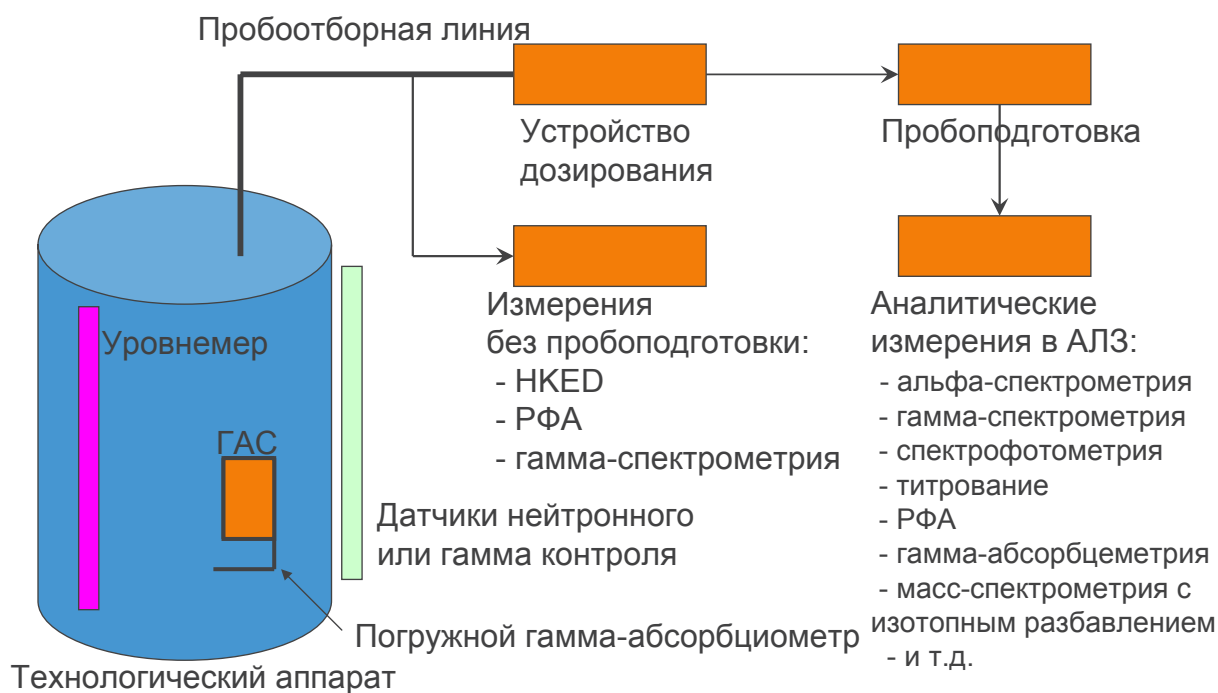 Пробоотборная линия
Устройство
дозирования
Пробоподготовка
Уровнемер
ГАС
Измерения
без пробоподготовки:
- HKED
- РФА
- гамма-спектрометрия
Аналитические
измерения в АЛЗ:
- альфа-спектрометрия
- гамма-спектрометрия
- спектрофотометрия
- титрование
- РФА
- гамма-абсорбцеметрия
- масс-спектрометрия с
изотопным разбавлением
- и т.д.
Датчики нейтронного
или гамма контроля
Погружной гамма-абсорбциометр
Технологический аппарат